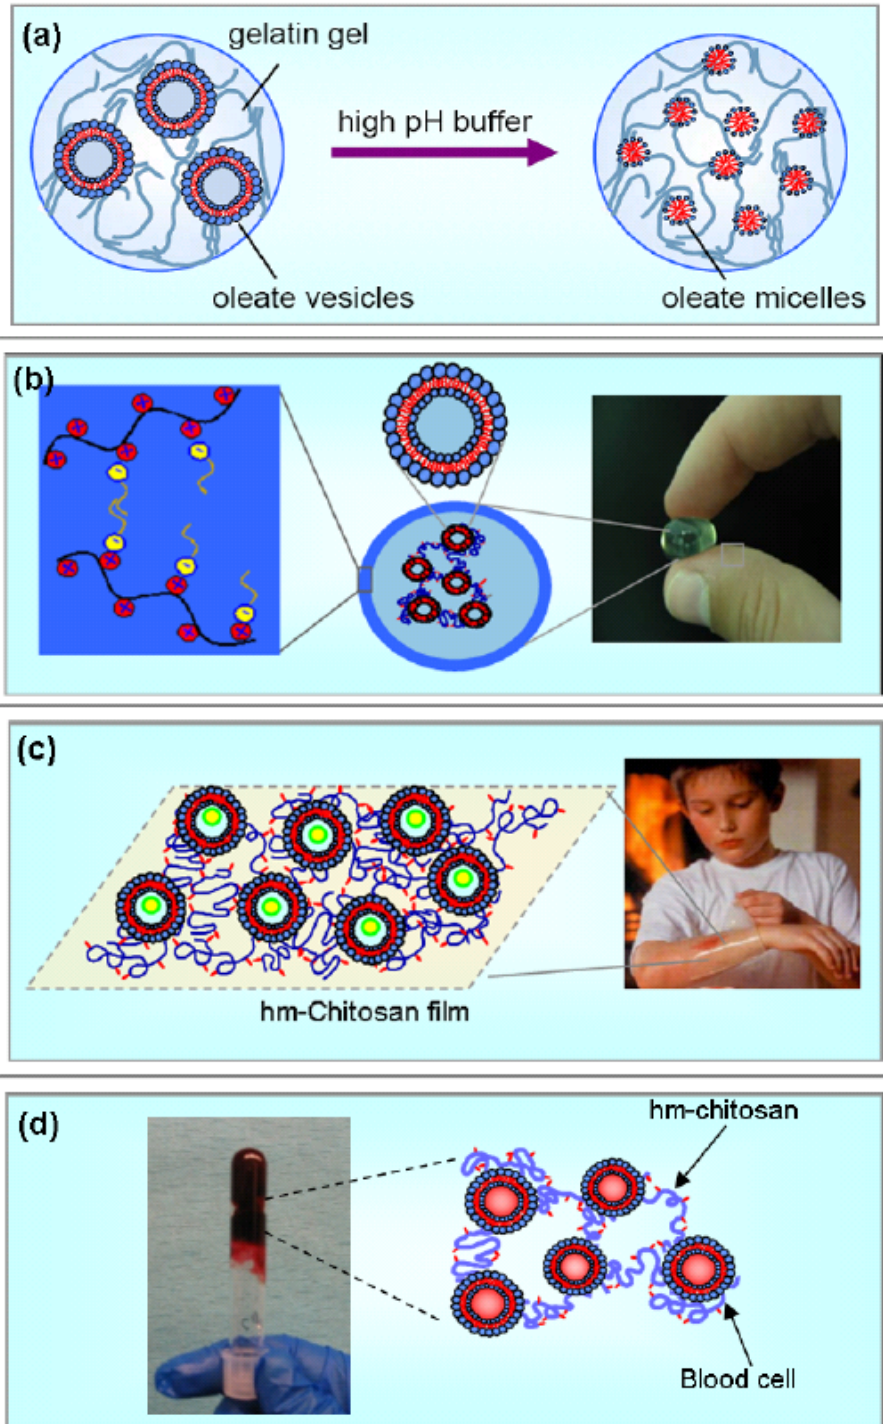 (a)
gelatin gel
high pH buffer
oleate vesicles
oleate micelles
(b)
(c)
hm-Chitosan film
(d)
hm-chitosan
Blood cell